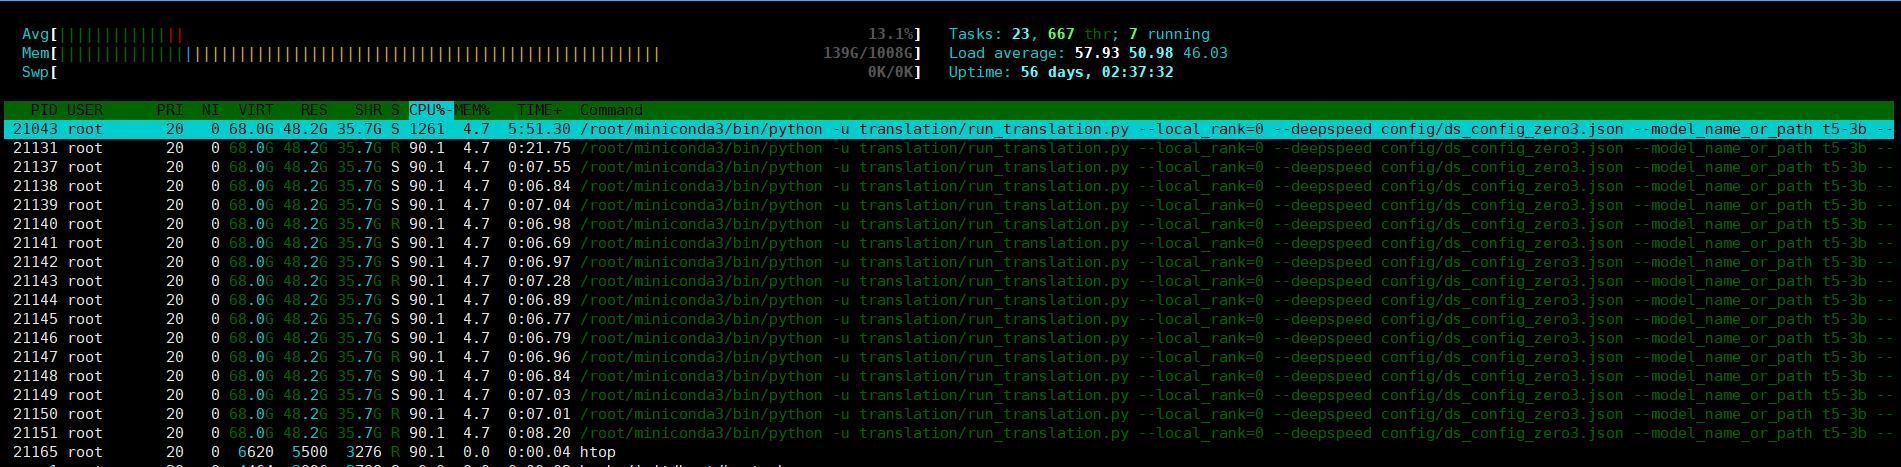 Avg[|||||||||||||| 13.1%] Tasks: 23, 667 thr; 7 running
Mem[||||||||||||||||||||||||||||||||||||||||||||||||||||||||||||||||||| 139G/1008G] Load average: 57.93 50.98 46.03
Swp[ 0K/0K] Uptime: 56 days, 02:37:32
PID USER PRI NI VIRT RES SHR S CPU%-MEM% TIME+ Command
21043 root 20 0 68.0G 48.2G 35.7G S 1261 4.7 5:51.30 /root/miniconda3/bin/python -u translation/run_translation.py --local_rank=0 --deepspeed config/ds_config_zero3.json --model_name_or_path t5-3b --
21131 root 20 0 68.0G 48.2G 35.7G R 90.1 4.7 0:21.75 /root/miniconda3/bin/python -u translation/run_translation.py --local_rank=0 --deepspeed config/ds_config_zero3.json --model_name_or_path t5-3b --
21137 root 20 0 68.0G 48.2G 35.7G S 90.1 4.7 0:07.55 /root/miniconda3/bin/python -u translation/run_translation.py --local_rank=0 --deepspeed config/ds_config_zero3.json --model_name_or_path t5-3b --
21138 root 20 0 68.0G 48.2G 35.7G S 90.1 4.7 0:06.84 /root/miniconda3/bin/python -u translation/run_translation.py --local_rank=0 --deepspeed config/ds_config_zero3.json --model_name_or_path t5-3b --
21139 root 20 0 68.0G 48.2G 35.7G S 90.1 4.7 0:07.04 /root/miniconda3/bin/python -u translation/run_translation.py --local_rank=0 --deepspeed config/ds_config_zero3.json --model_name_or_path t5-3b --
21140 root 20 0 68.0G 48.2G 35.7G R 90.1 4.7 0:06.98 /root/miniconda3/bin/python -u translation/run_translation.py --local_rank=0 --deepspeed config/ds_config_zero3.json --model_name_or_path t5-3b --
21141 root 20 0 68.0G 48.2G 35.7G S 90.1 4.7 0:06.69 /root/miniconda3/bin/python -u translation/run_translation.py --local_rank=0 --deepspeed config/ds_config_zero3.json --model_name_or_path t5-3b --
21142 root 20 0 68.0G 48.2G 35.7G S 90.1 4.7 0:06.97 /root/miniconda3/bin/python -u translation/run_translation.py --local_rank=0 --deepspeed config/ds_config_zero3.json --model_name_or_path t5-3b --
21143 root 20 0 68.0G 48.2G 35.7G R 90.1 4.7 0:07.28 /root/miniconda3/bin/python -u translation/run_translation.py --local_rank=0 --deepspeed config/ds_config_zero3.json --model_name_or_path t5-3b --
21144 root 20 0 68.0G 48.2G 35.7G S 90.1 4.7 0:06.89 /root/miniconda3/bin/python -u translation/run_translation.py --local_rank=0 --deepspeed config/ds_config_zero3.json --model_name_or_path t5-3b --
21145 root 20 0 68.0G 48.2G 35.7G S 90.1 4.7 0:06.77 /root/miniconda3/bin/python -u translation/run_translation.py --local_rank=0 --deepspeed config/ds_config_zero3.json --model_name_or_path t5-3b --
21146 root 20 0 68.0G 48.2G 35.7G S 90.1 4.7 0:06.79 /root/miniconda3/bin/python -u translation/run_translation.py --local_rank=0 --deepspeed config/ds_config_zero3.json --model_name_or_path t5-3b --
21147 root 20 0 68.0G 48.2G 35.7G R 90.1 4.7 0:06.96 /root/miniconda3/bin/python -u translation/run_translation.py --local_rank=0 --deepspeed config/ds_config_zero3.json --model_name_or_path t5-3b --
21148 root 20 0 68.0G 48.2G 35.7G S 90.1 4.7 0:06.84 /root/miniconda3/bin/python -u translation/run_translation.py --local_rank=0 --deepspeed config/ds_config_zero3.json --model_name_or_path t5-3b --
21149 root 20 0 68.0G 48.2G 35.7G S 90.1 4.7 0:07.03 /root/miniconda3/bin/python -u translation/run_translation.py --local_rank=0 --deepspeed config/ds_config_zero3.json --model_name_or_path t5-3b --
21150 root 20 0 68.0G 48.2G 35.7G R 90.1 4.7 0:07.01 /root/miniconda3/bin/python -u translation/run_translation.py --local_rank=0 --deepspeed config/ds_config_zero3.json --model_name_or_path t5-3b --
21151 root 20 0 68.0G 48.2G 35.7G R 90.1 4.7 0:08.20 /root/miniconda3/bin/python -u translation/run_translation.py --local_rank=0 --deepspeed config/ds_config_zero3.json --model_name_or_path t5-3b --
21165 root 20 0 6620 5500 3276 R 90.1 0.0 0:00.04 htop